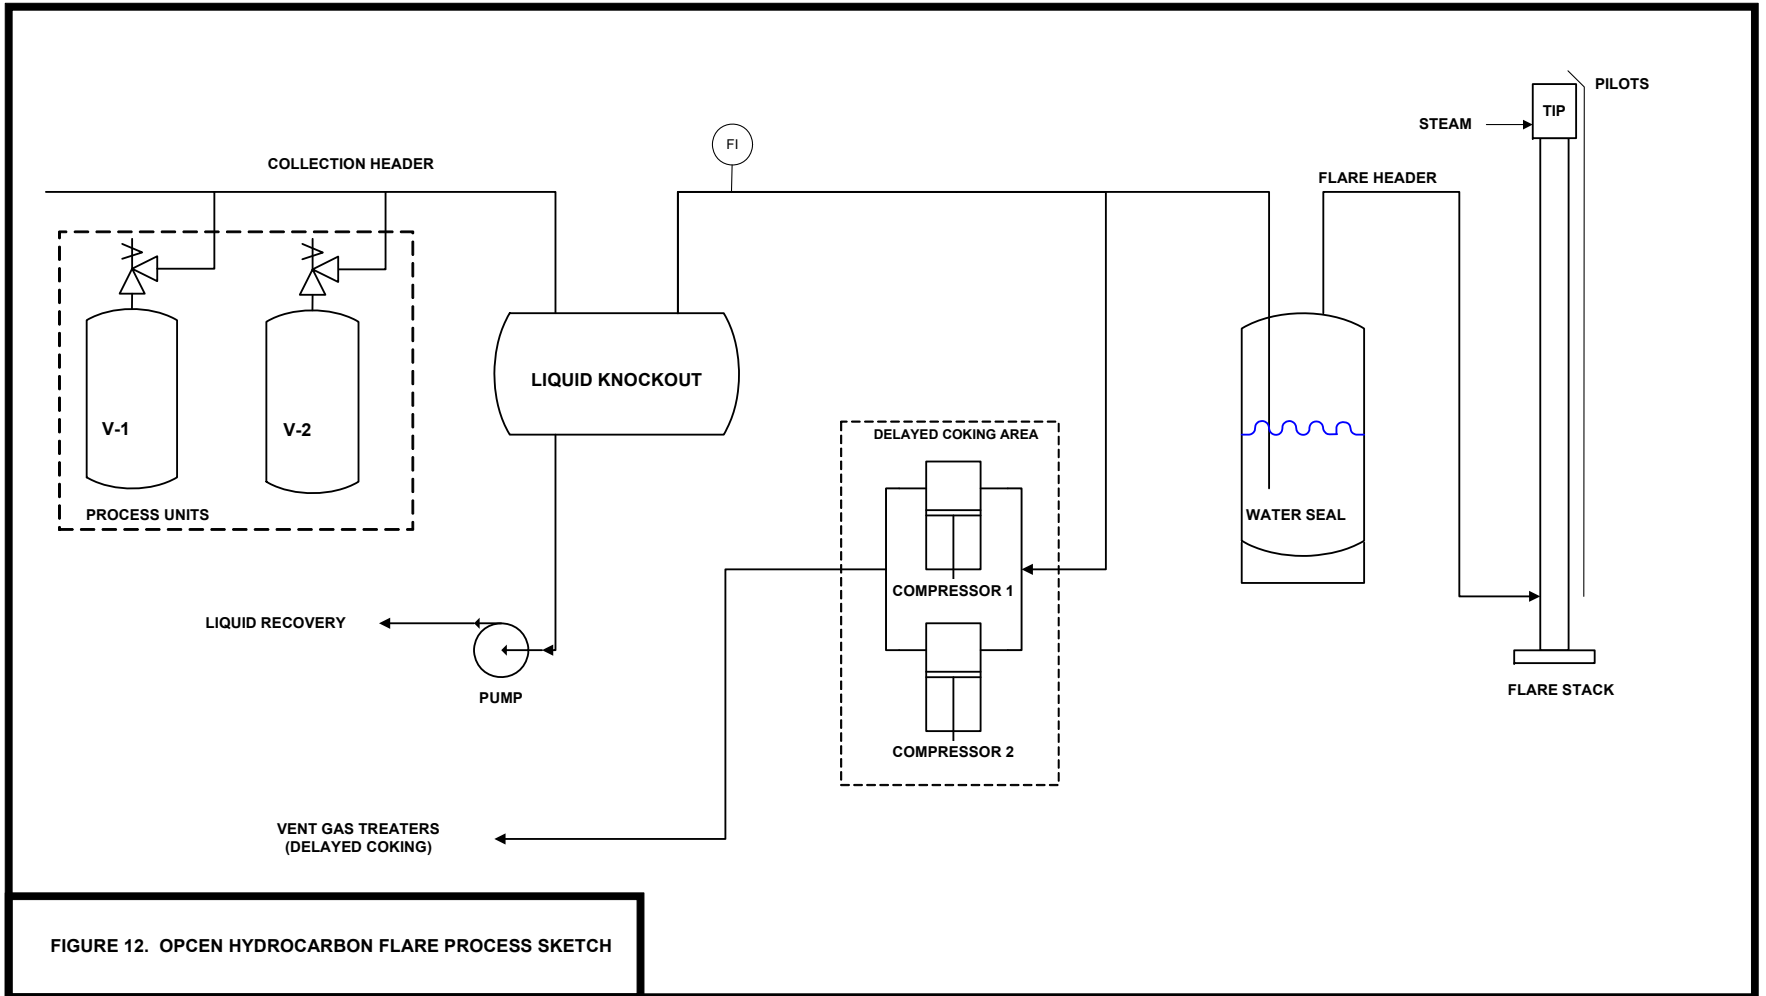 PILOTS
TIP
STEAM
FI
COLLECTION HEADER
FLARE HEADER
LIQUID KNOCKOUT
V-1
V-2
DELAYED COKING AREA
PROCESS UNITS
WATER SEAL
COMPRESSOR 1
LIQUID RECOVERY
PUMP
FLARE STACK
COMPRESSOR 2
VENT GAS TREATERS
(DELAYED COKING)
FIGURE 12.  OPCEN HYDROCARBON FLARE PROCESS SKETCH